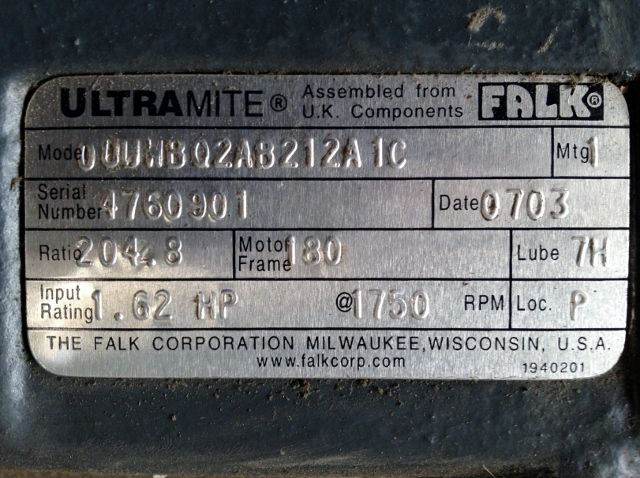 ULTRAMITE® Assembled from U.K. Components FALK®
Model 08UHBQ2AB212A1C Mtg 1
Serial Number 4760901 Date 0703
Ratio 204.8 Motor Frame 180 Lube 7H
Input Rating 1.62 HP @ 1750 RPM Loc. P
THE FALK CORPORATION MILWAUKEE, WISCONSIN, U.S.A.
www.falkcorp.com
1940201